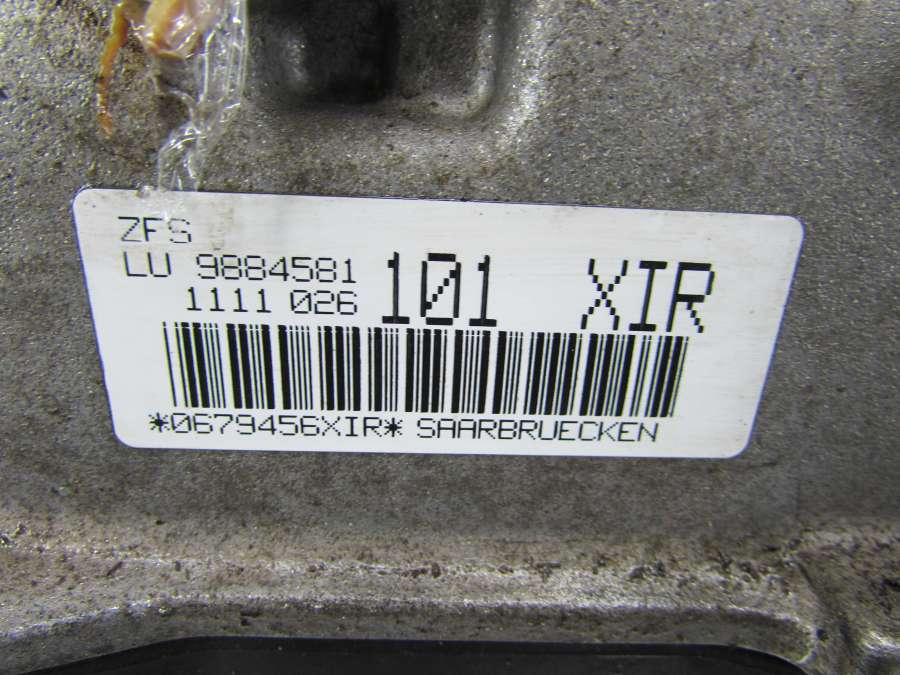 ZFS
LU 9884581 101 XIR
1111 026
*0679456XIR* SAARBRUECKEN